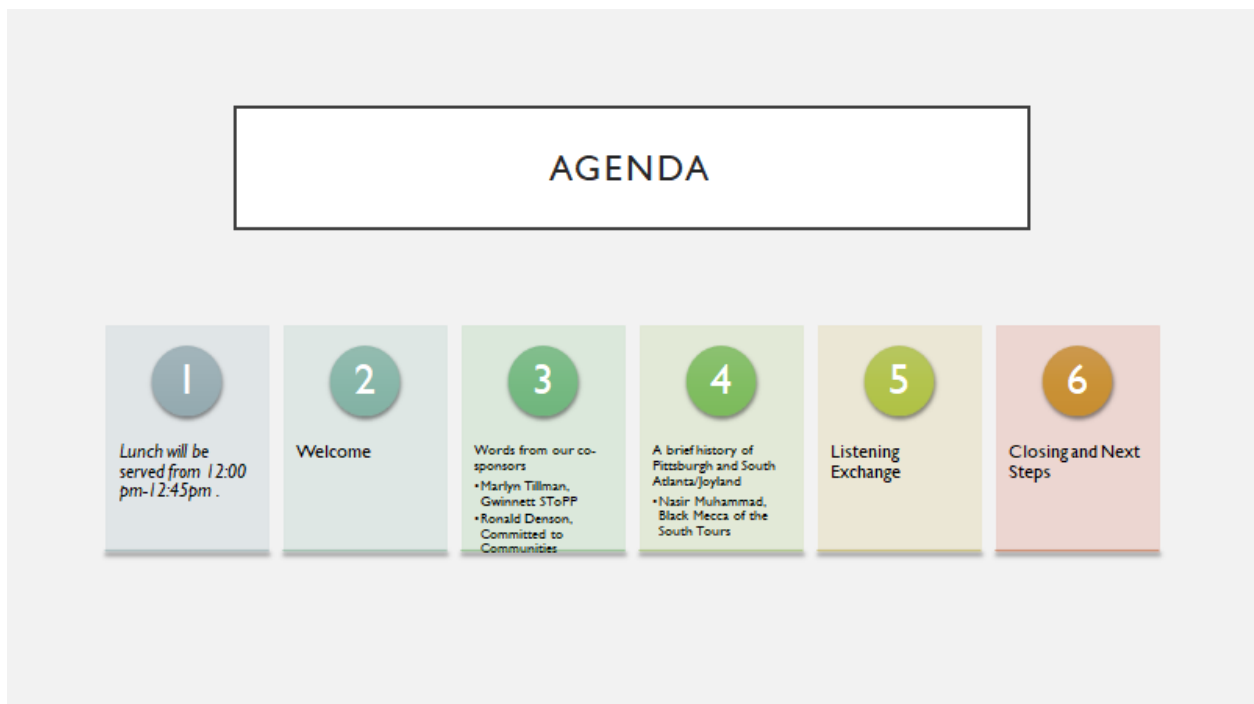 AGENDA
1
Lunch will be
served from 12:00
pm-12:45pm .
2
Welcome
3
Words from our co-
sponsors
•Marlyn Tillman,
Gwinnett SToPP
•Ronald Denson,
Committed to
Communities
4
A brief history of
Pittsburgh and South
Atlanta/Joyland
•Nasir Muhammad,
Black Mecca of the
South Tours
5
Listening
Exchange
6
Closing and Next
Steps